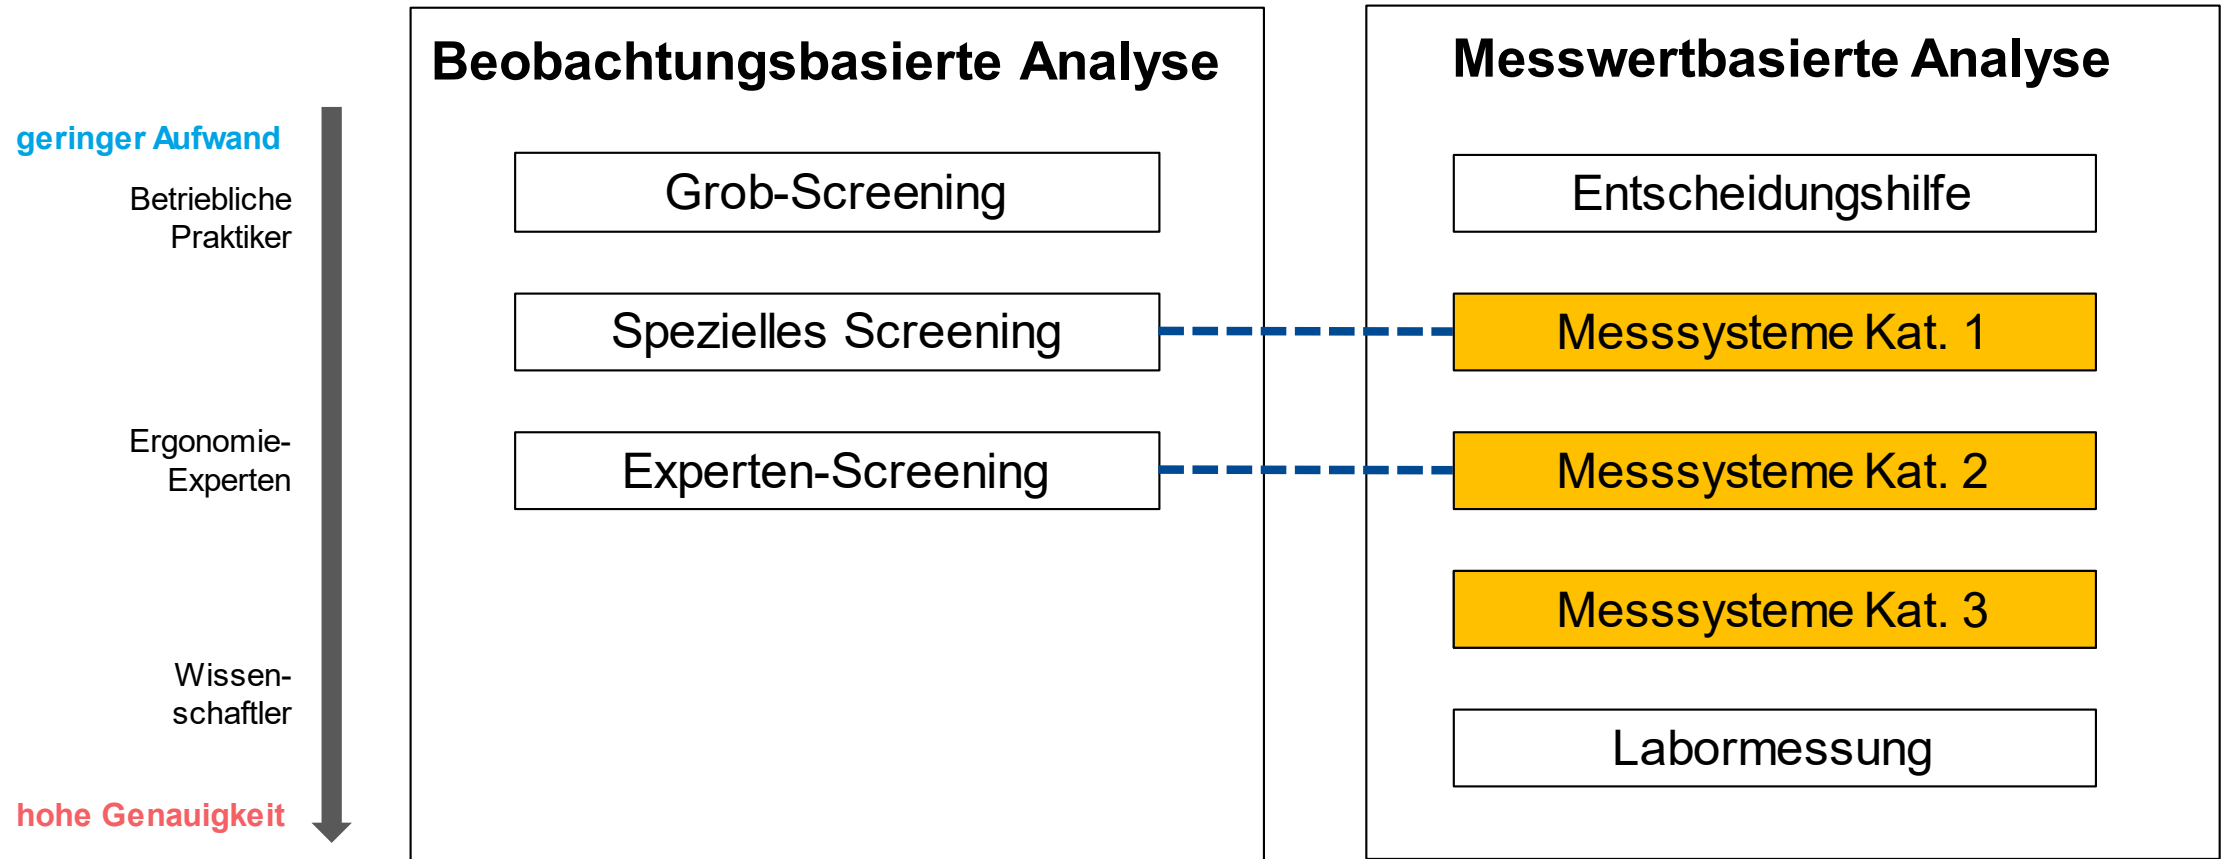 Beobachtungsbasierte Analyse
Messwertbasierte Analyse
geringer Aufwand
Betriebliche
Praktiker
Ergonomie-
Experten
Wissen-
schaftler
hohe Genauigkeit
Grob-Screening
Spezielles Screening
Experten-Screening
Entscheidungshilfe
Messsysteme Kat. 1
Messsysteme Kat. 2
Messsysteme Kat. 3
Labormessung